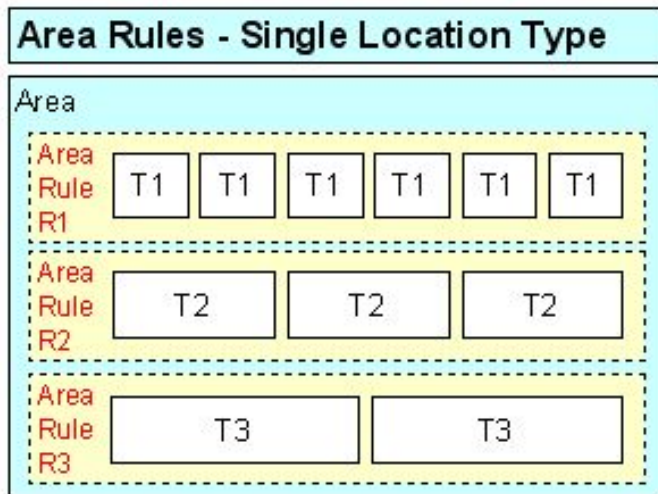 Area Rules - Single Location Type
Area
Area
Rule
R1
T1 T1 T1 T1 T1 T1
Area
Rule
R2
T2 T2 T2
Area
Rule
R3
T3 T3